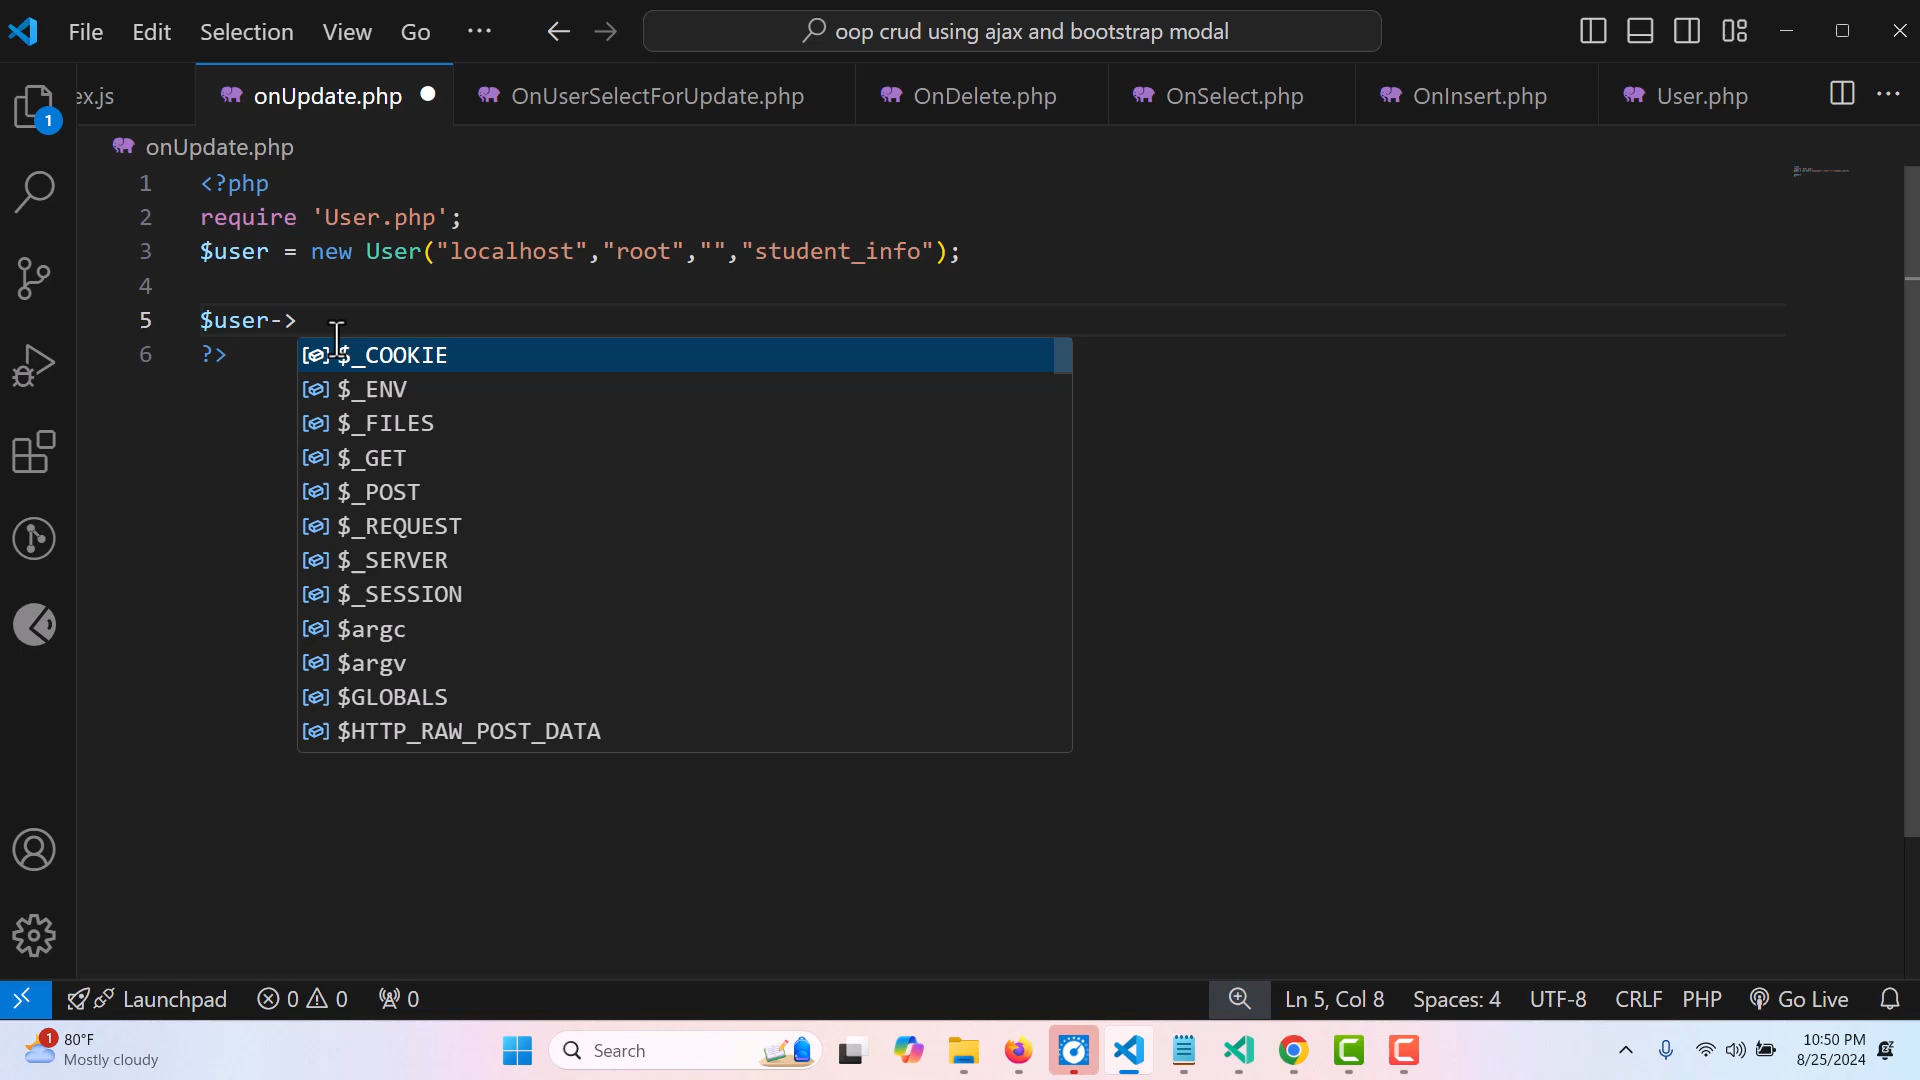 File Edit Selection View Go ···
oop crud using ajax and bootstrap modal
ex.js onUpdate.php OnUserSelectForUpdate.php OnDelete.php OnSelect.php OnInsert.php User.php
1
onUpdate.php
1 <?php
2 require 'User.php';
3 $user = new User("localhost","root","","student_info");
4
5 $user->
6 ?>
$_COOKIE
$_ENV
$_FILES
$_GET
$_POST
$_REQUEST
$_SERVER
$_SESSION
$argc
$argv
$GLOBALS
$HTTP_RAW_POST_DATA
Launchpad 0 0 0 Ln 5, Col 8 Spaces: 4 UTF-8 CRLF PHP Go Live
1 80°F
Mostly cloudy
Search
10:50 PM
8/25/2024